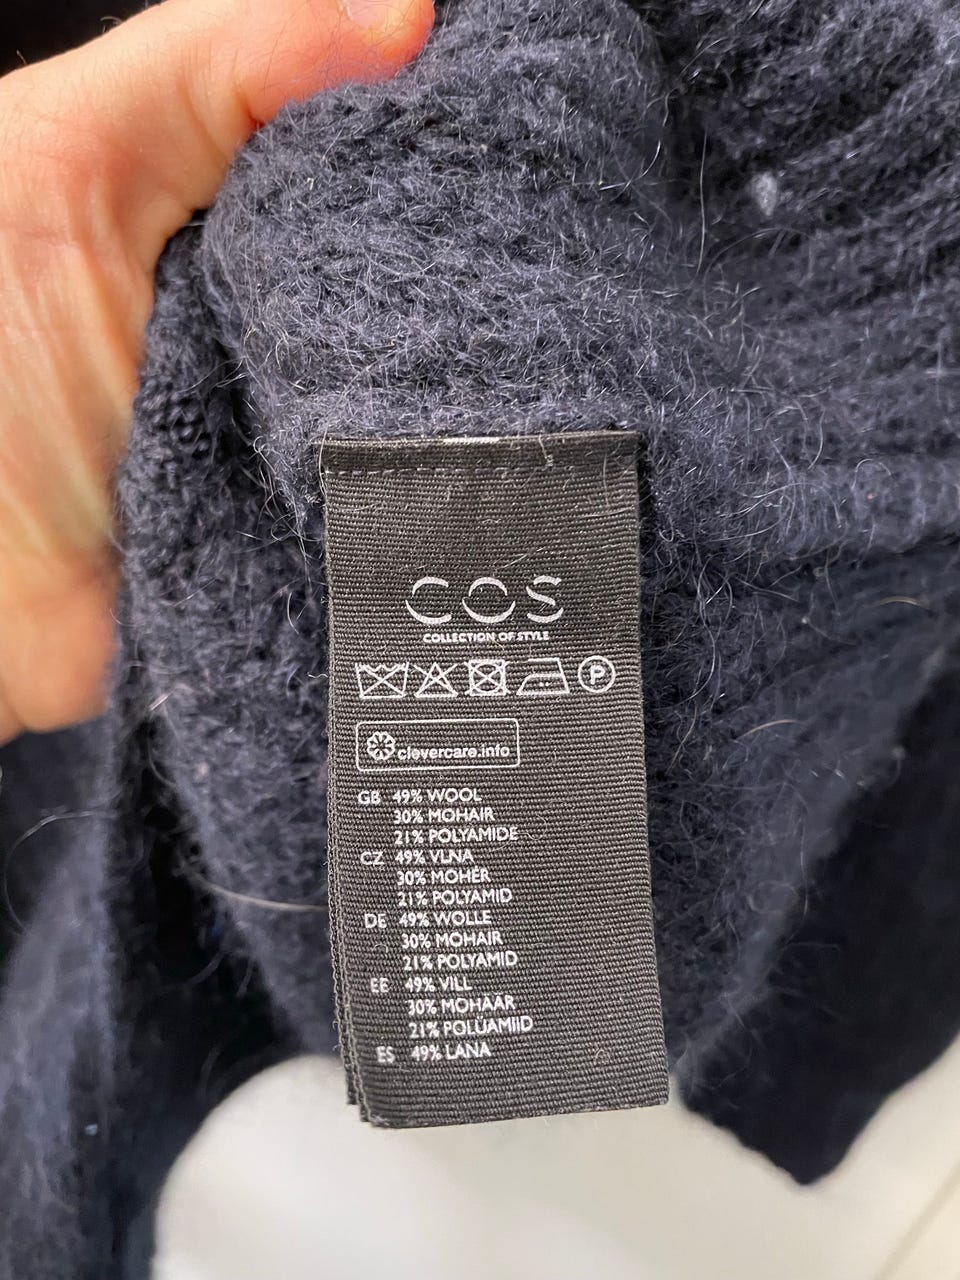 COS
COLLECTION OF STYLE
P
clevercare.info
GB 49% WOOL
30% MOHAIR
21% POLYAMIDE
CZ 49% VLNA
30% MOHÉR
21% POLYAMID
DE 49% WOLLE
30% MOHAIR
21% POLYAMID
EE 49% VILL
30% MOHÄÄR
21% POLÜAMIID
ES 49% LANA